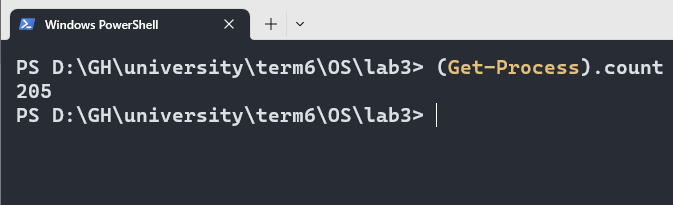 Windows PowerShell
PS D:\GH\university\term6\OS\lab3> (Get-Process).count
205
PS D:\GH\university\term6\OS\lab3>